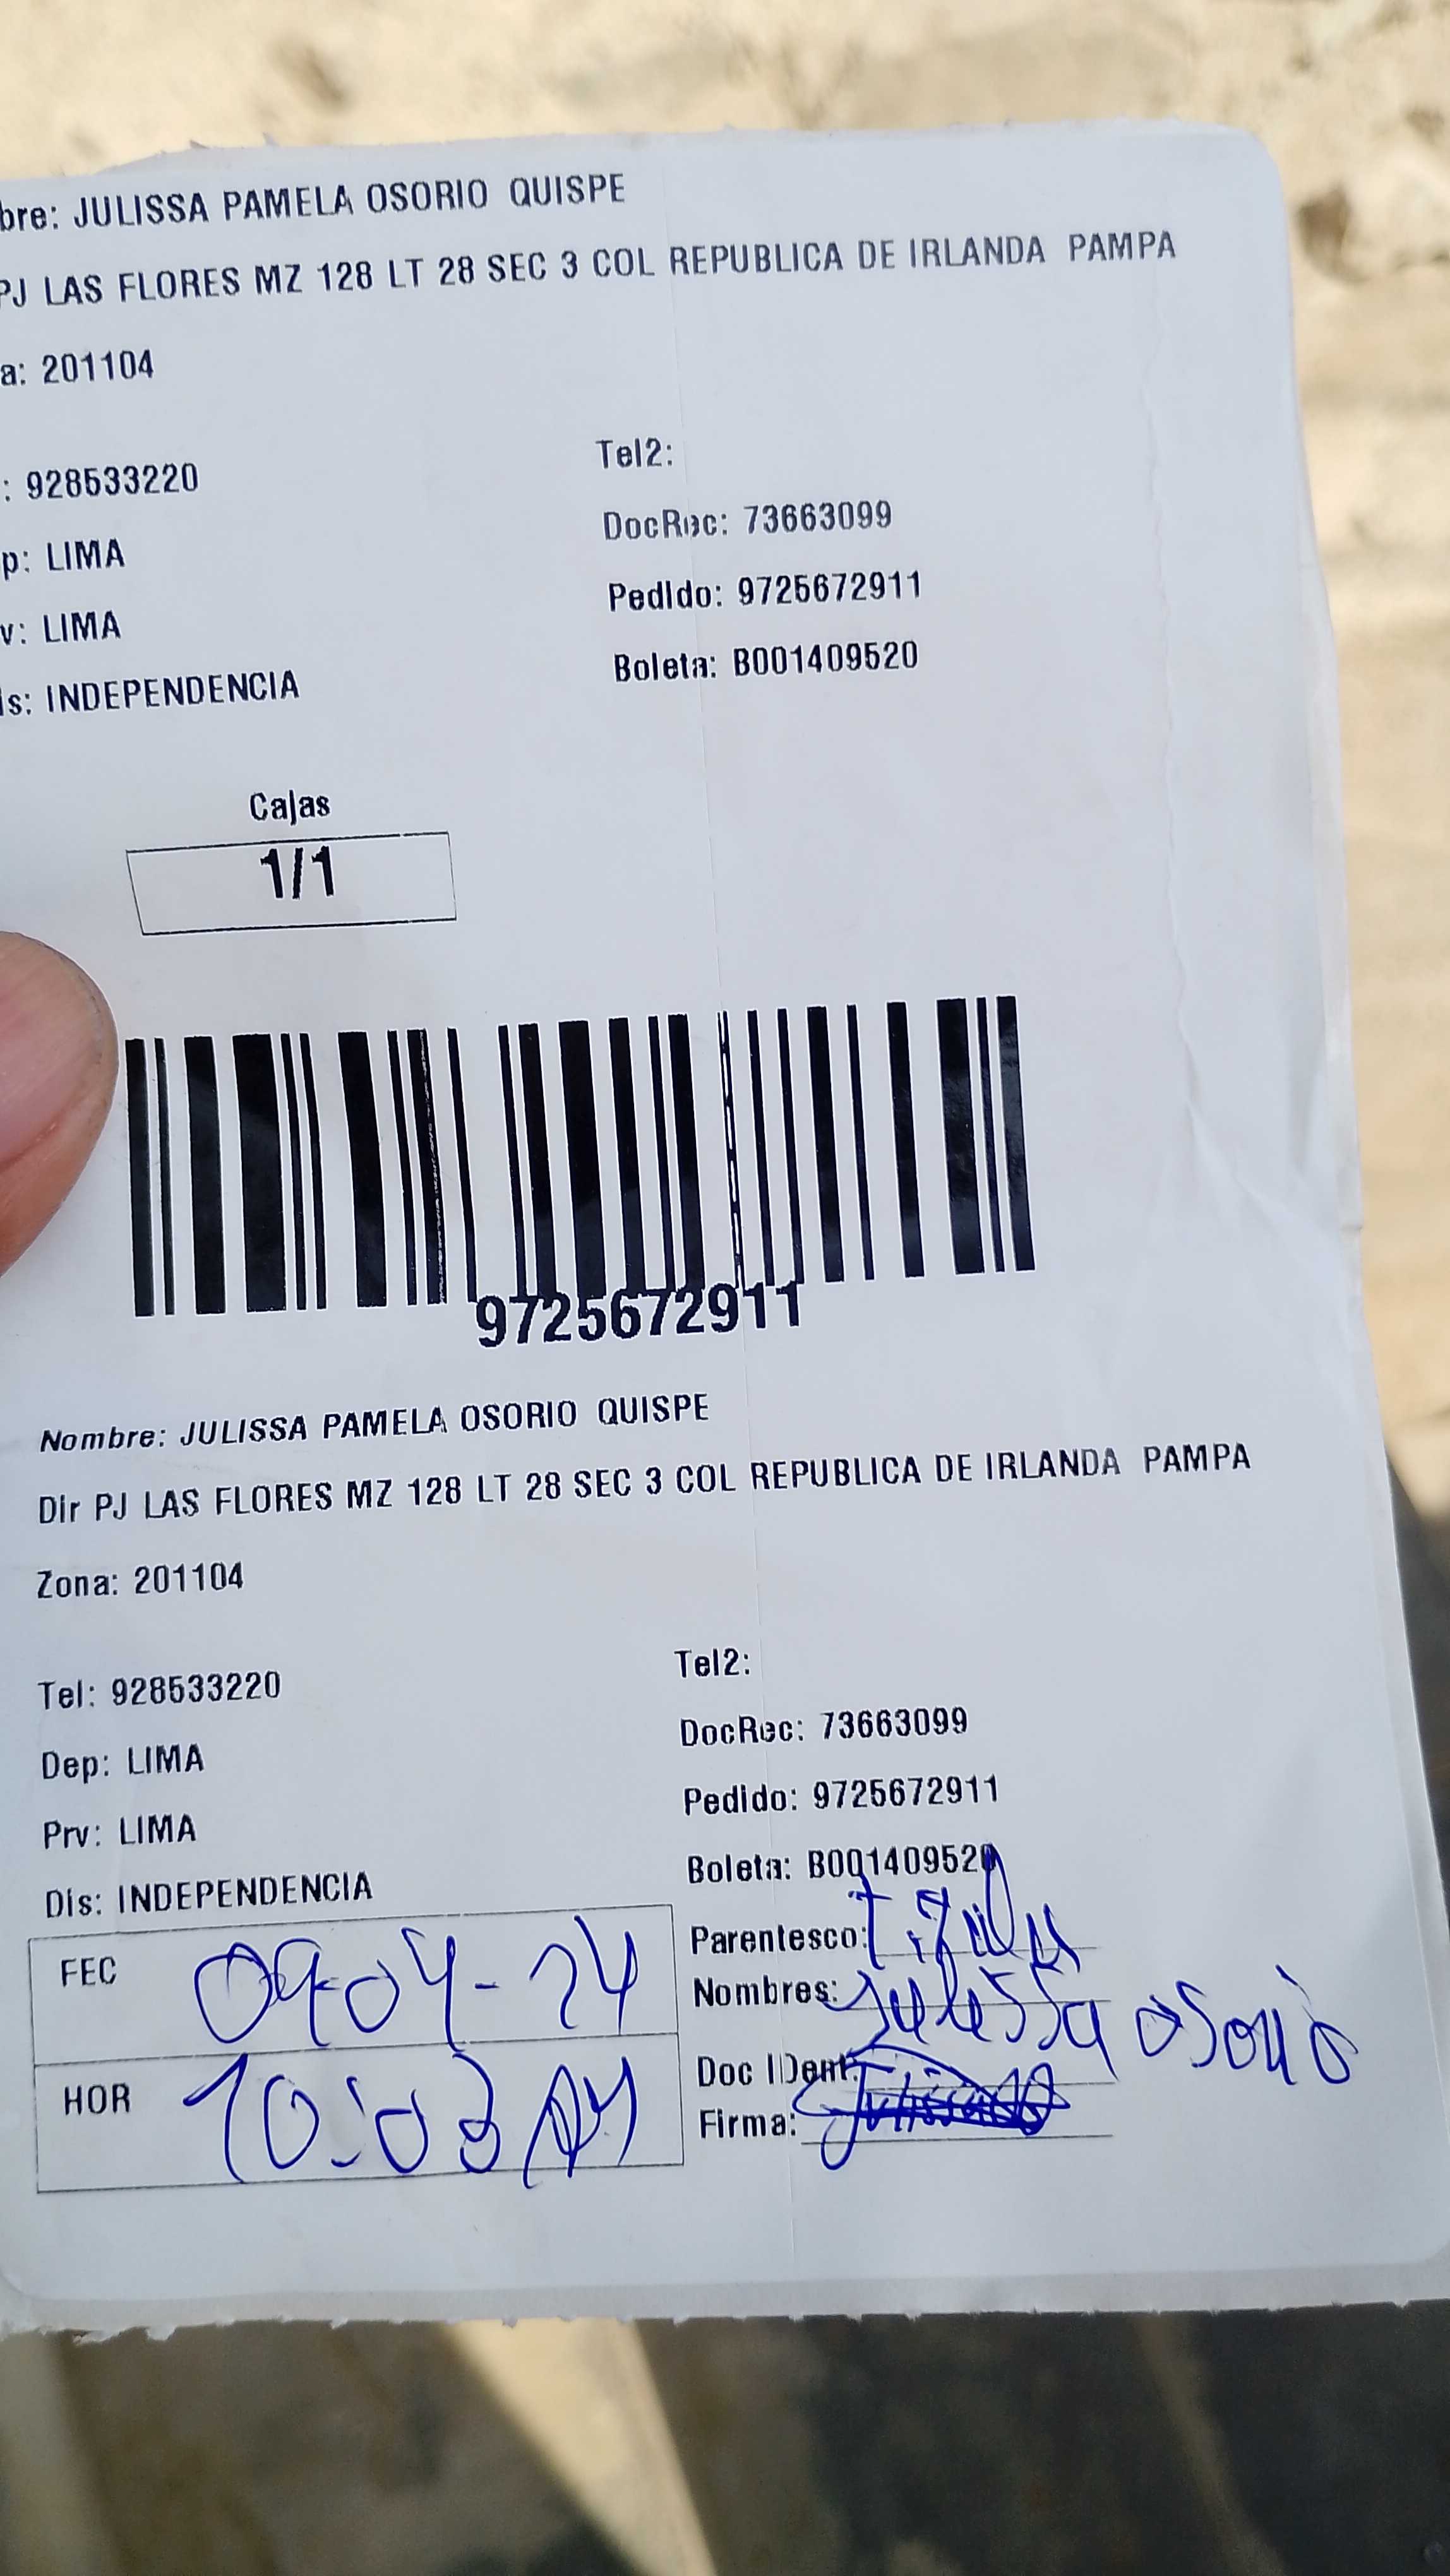 bre: JULISSA PAMELA OSORIO QUISPE
PJ LAS FLORES MZ 128 LT 28 SEC 3 COL REPUBLICA DE IRLANDA PAMPA
a: 201104
: 928533220
Tel2:
p: LIMA
DocRec: 73663099
v: LIMA
Pedido: 9725672911
is: INDEPENDENCIA
Boleta: B001409520
Cajas
1/1
9725672911
Nombre: JULISSA PAMELA OSORIO QUISPE
Dir PJ LAS FLORES MZ 128 LT 28 SEC 3 COL REPUBLICA DE IRLANDA PAMPA
Zona: 201104
Tel: 928533220
Tel2:
Dep: LIMA
DocRec: 73663099
Prv: LIMA
Pedido: 9725672911
Dis: INDEPENDENCIA
Boleta: B001409520
FEC 09-04-24
Parentesco: Titular
Nombres: Julissa Osorio
HOR 10:03 AM
Doc IDent:
Firma: